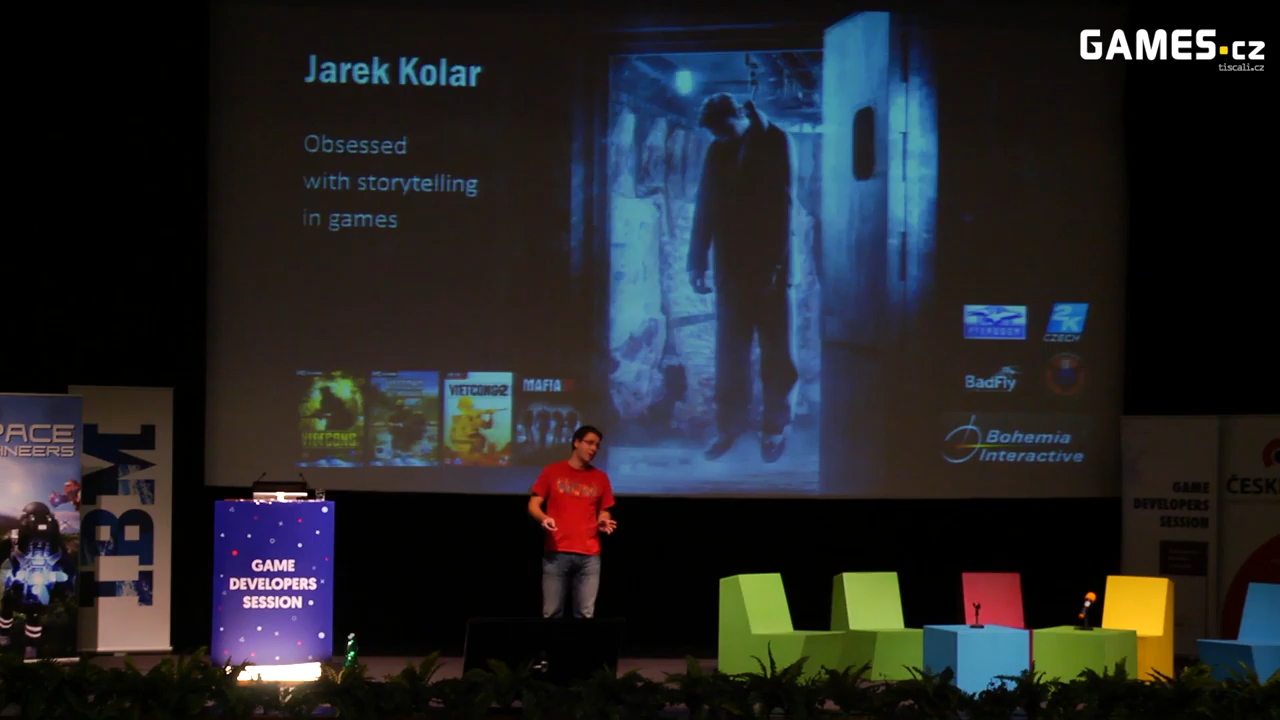 GAMES.cz
tiscali.cz
Jarek Kolar
Obsessed
with storytelling
in games
VIETCONG
VIETCONG2
MAFIA
2K
CZECH
BadFly
Bohemia
Interactive
PACE
INEERS
IBM
GAME
DEVELOPERS
SESSION
GAME
DEVELOPERS
SESSION
ČESK